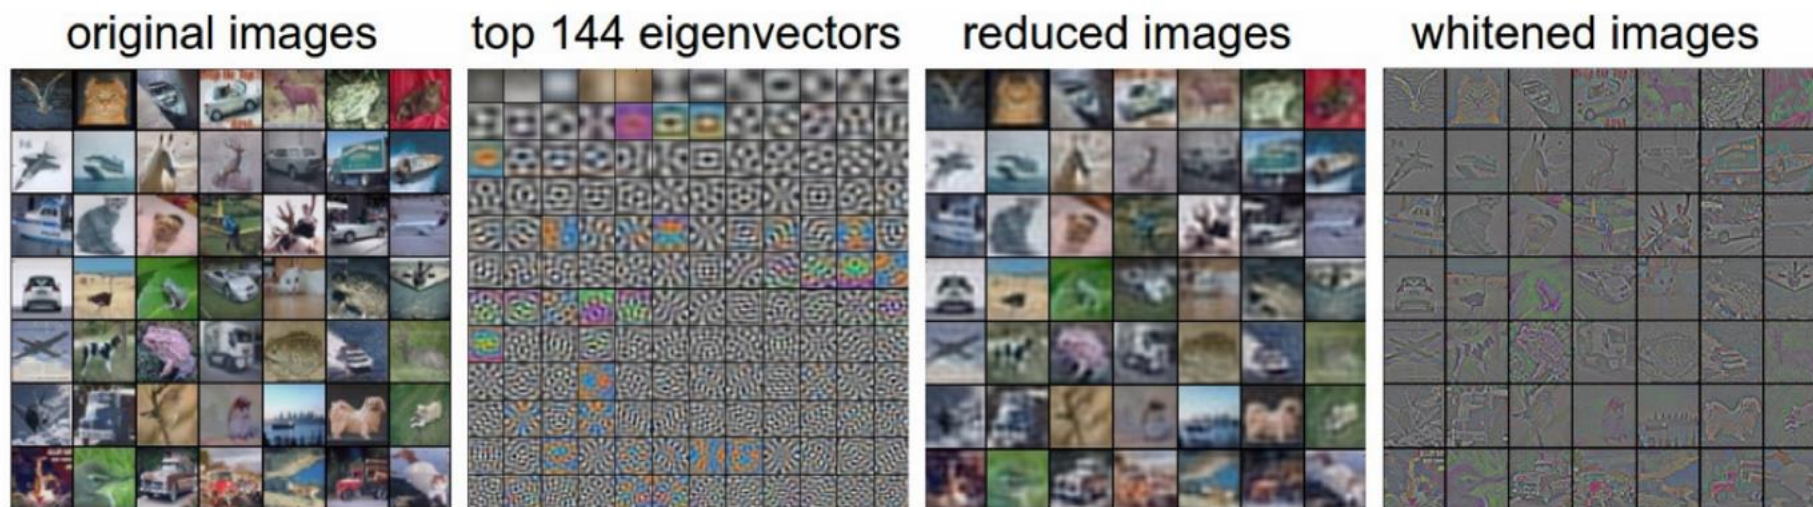 original images
top 144 eigenvectors
reduced images
whitened images